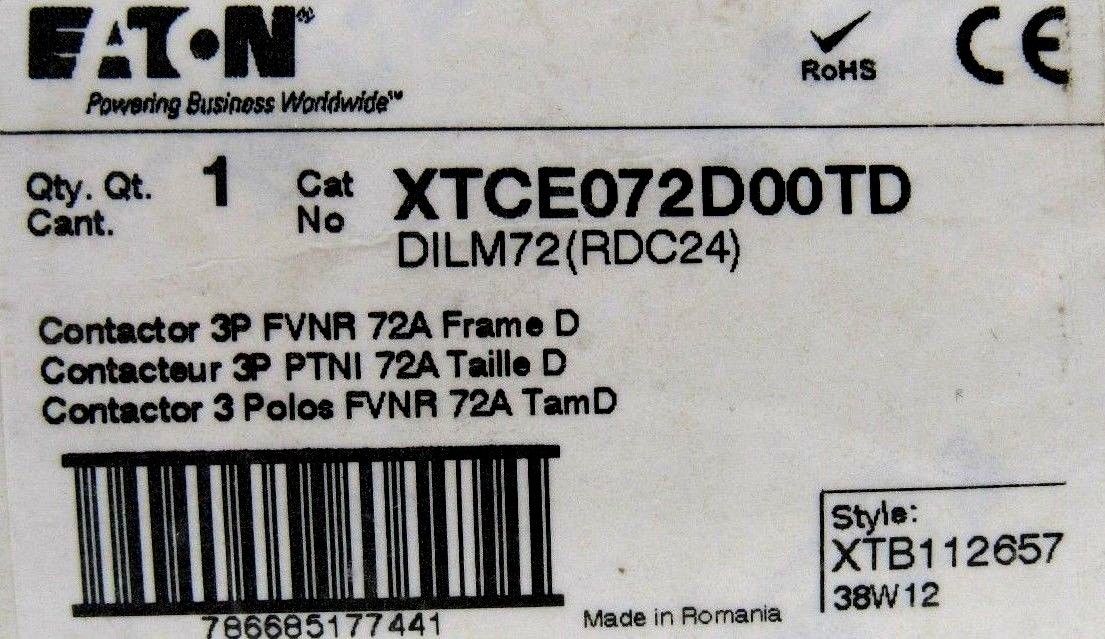 EATON®
Powering Business Worldwide™
RoHS
CE
Qty. Qt. 1
Cant.
Cat
No
XTCE072D00TD
DILM72(RDC24)
Contactor 3P FVNR 72A Frame D
Contacteur 3P PTNI 72A Taille D
Contactor 3 Polos FVNR 72A TamD
786685177441
Made in Romania
Style:
XTB112657
38W12